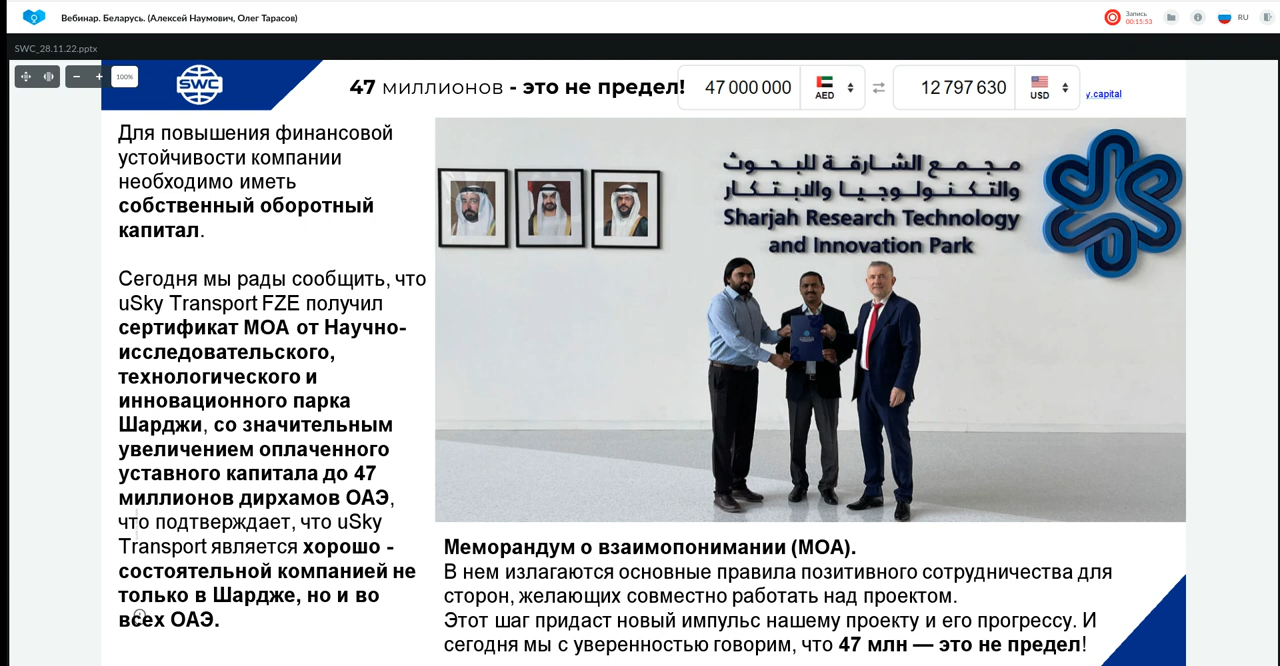 Вебинар. Беларусь. (Алексей Наумович, Олег Тарасов)
Запись
00:15:53
RU
SWC_28.11.22.pptx
100%
SWC
47 миллионов - это не предел!
47 000 000
AED
12 797 630
USD
y.capital
Для повышения финансовой
устойчивости компании
необходимо иметь
собственный оборотный
капитал.
Сегодня мы рады сообщить, что
uSky Transport FZE получил
сертификат МОА от Научно-
исследовательского,
технологического и
инновационного парка
Шарджи, со значительным
увеличением оплаченного
уставного капитала до 47
миллионов дирхамов ОАЭ,
что подтверждает, что uSky
Transport является хорошо -
состоятельной компанией не
только в Шардже, но и во
всех ОАЭ.
مجمع الشارقة للبحوث
والتكنولوجيا والابتكار
Sharjah Research Technology
and Innovation Park
Меморандум о взаимопонимании (МОА).
В нем излагаются основные правила позитивного сотрудничества для
сторон, желающих совместно работать над проектом.
Этот шаг придаст новый импульс нашему проекту и его прогрессу. И
сегодня мы с уверенностью говорим, что 47 млн — это не предел!